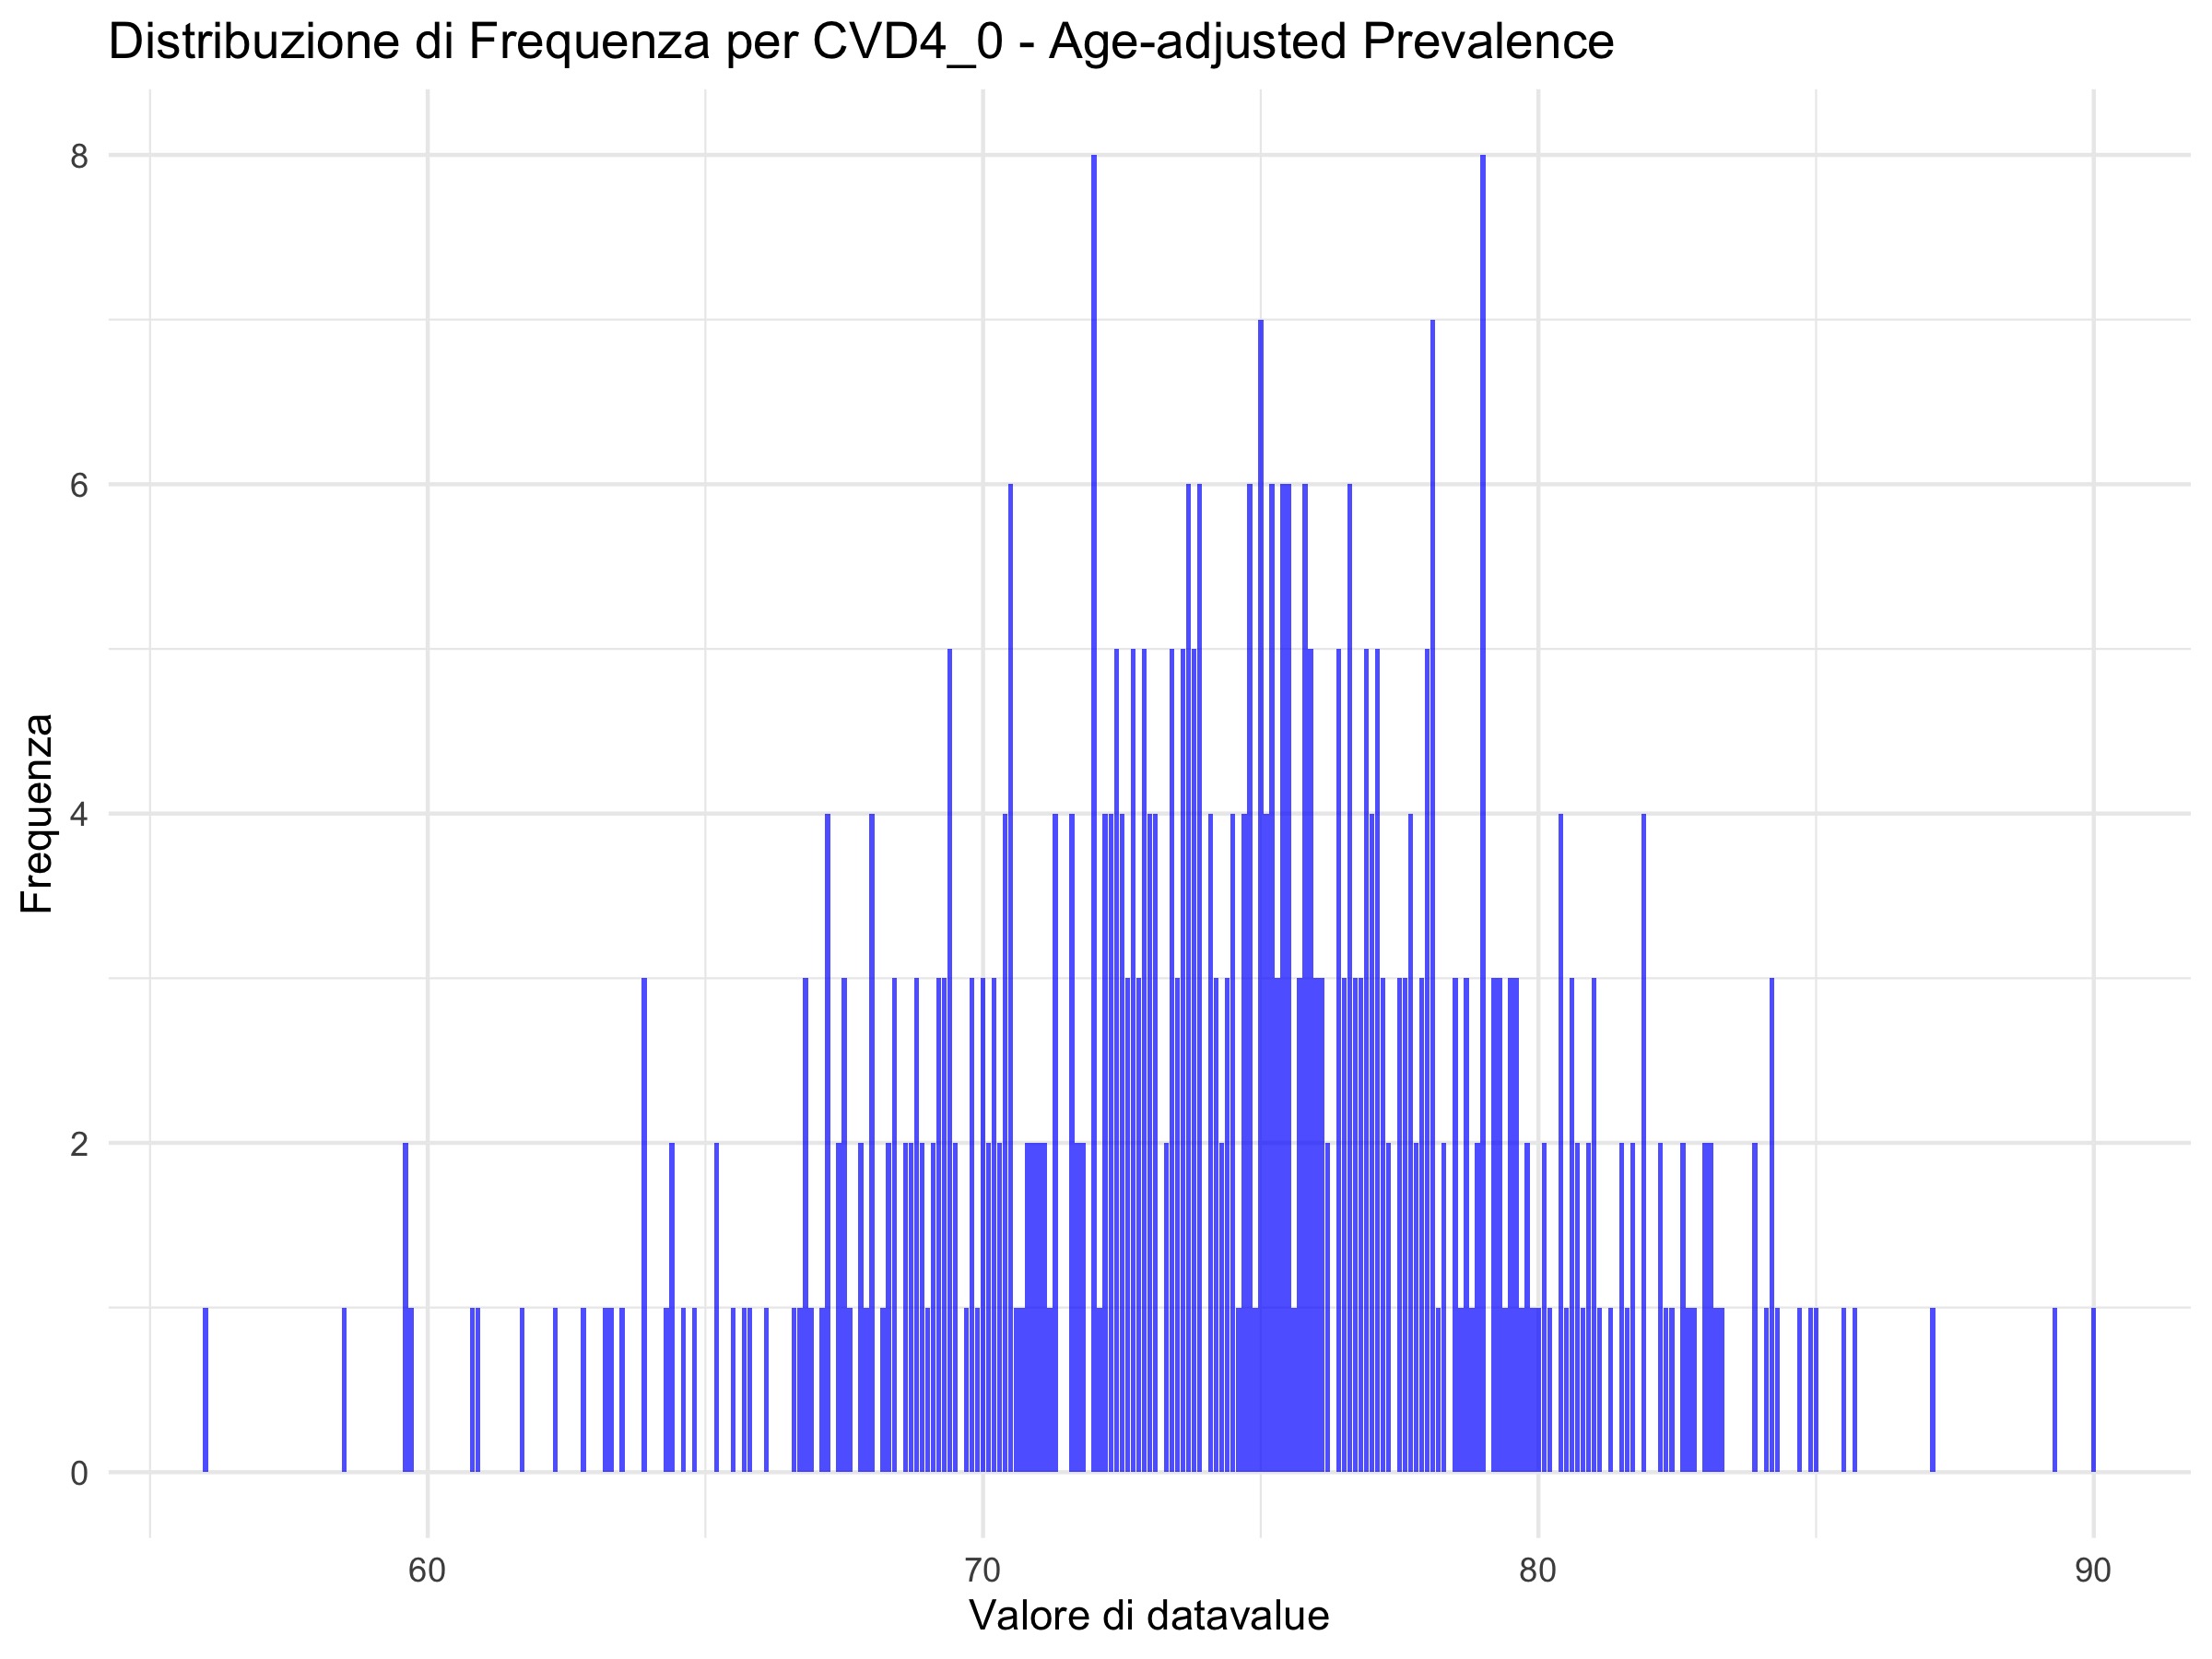 Distribuzione di Frequenza per CVD4_0 - Age-adjusted Prevalence
8
6
4
2
0
Frequenza
60 70 80 90
Valore di datavalue